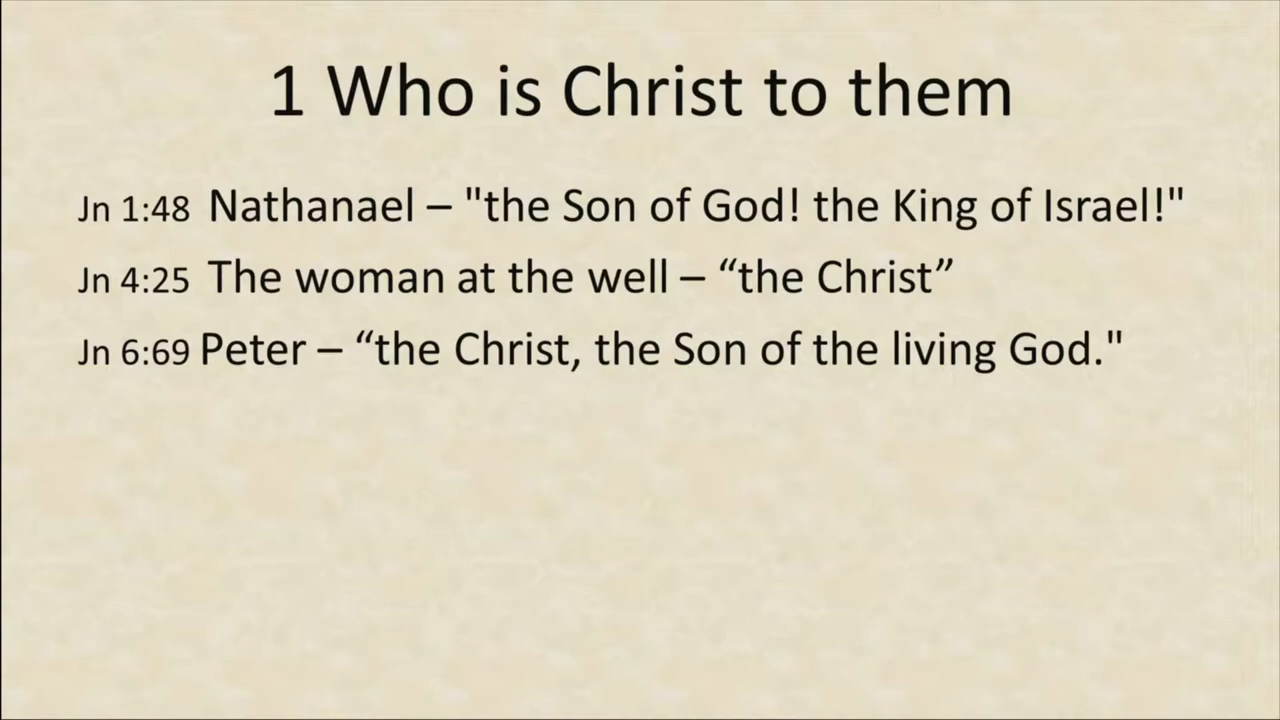 1 Who is Christ to them
Jn 1:48 Nathanael – "the Son of God! the King of Israel!"
Jn 4:25 The woman at the well – “the Christ”
Jn 6:69 Peter – “the Christ, the Son of the living God."